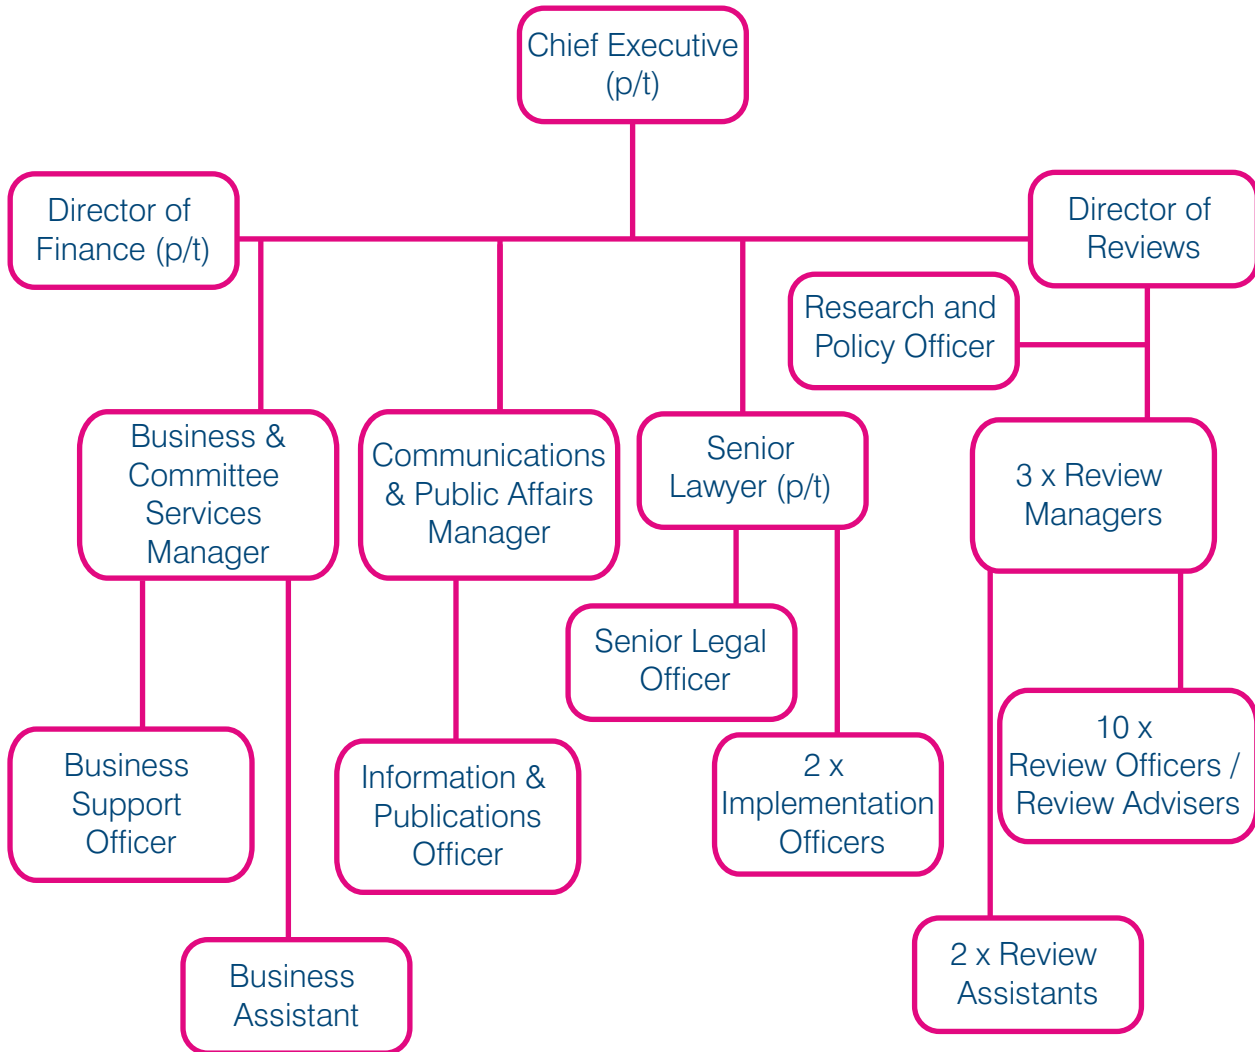 Chief Executive
(p/t)
Director of
Finance (p/t)
Director of
Reviews
Research and
Policy Officer
Business &
Committee
Services
Manager
Communications
& Public Affairs
Manager
Senior
Lawyer (p/t)
3 x Review
Managers
Senior Legal
Officer
Business
Support
Officer
Information &
Publications
Officer
2 x
Implementation
Officers
10 x
Review Officers /
Review Advisers
Business
Assistant
2 x Review
Assistants